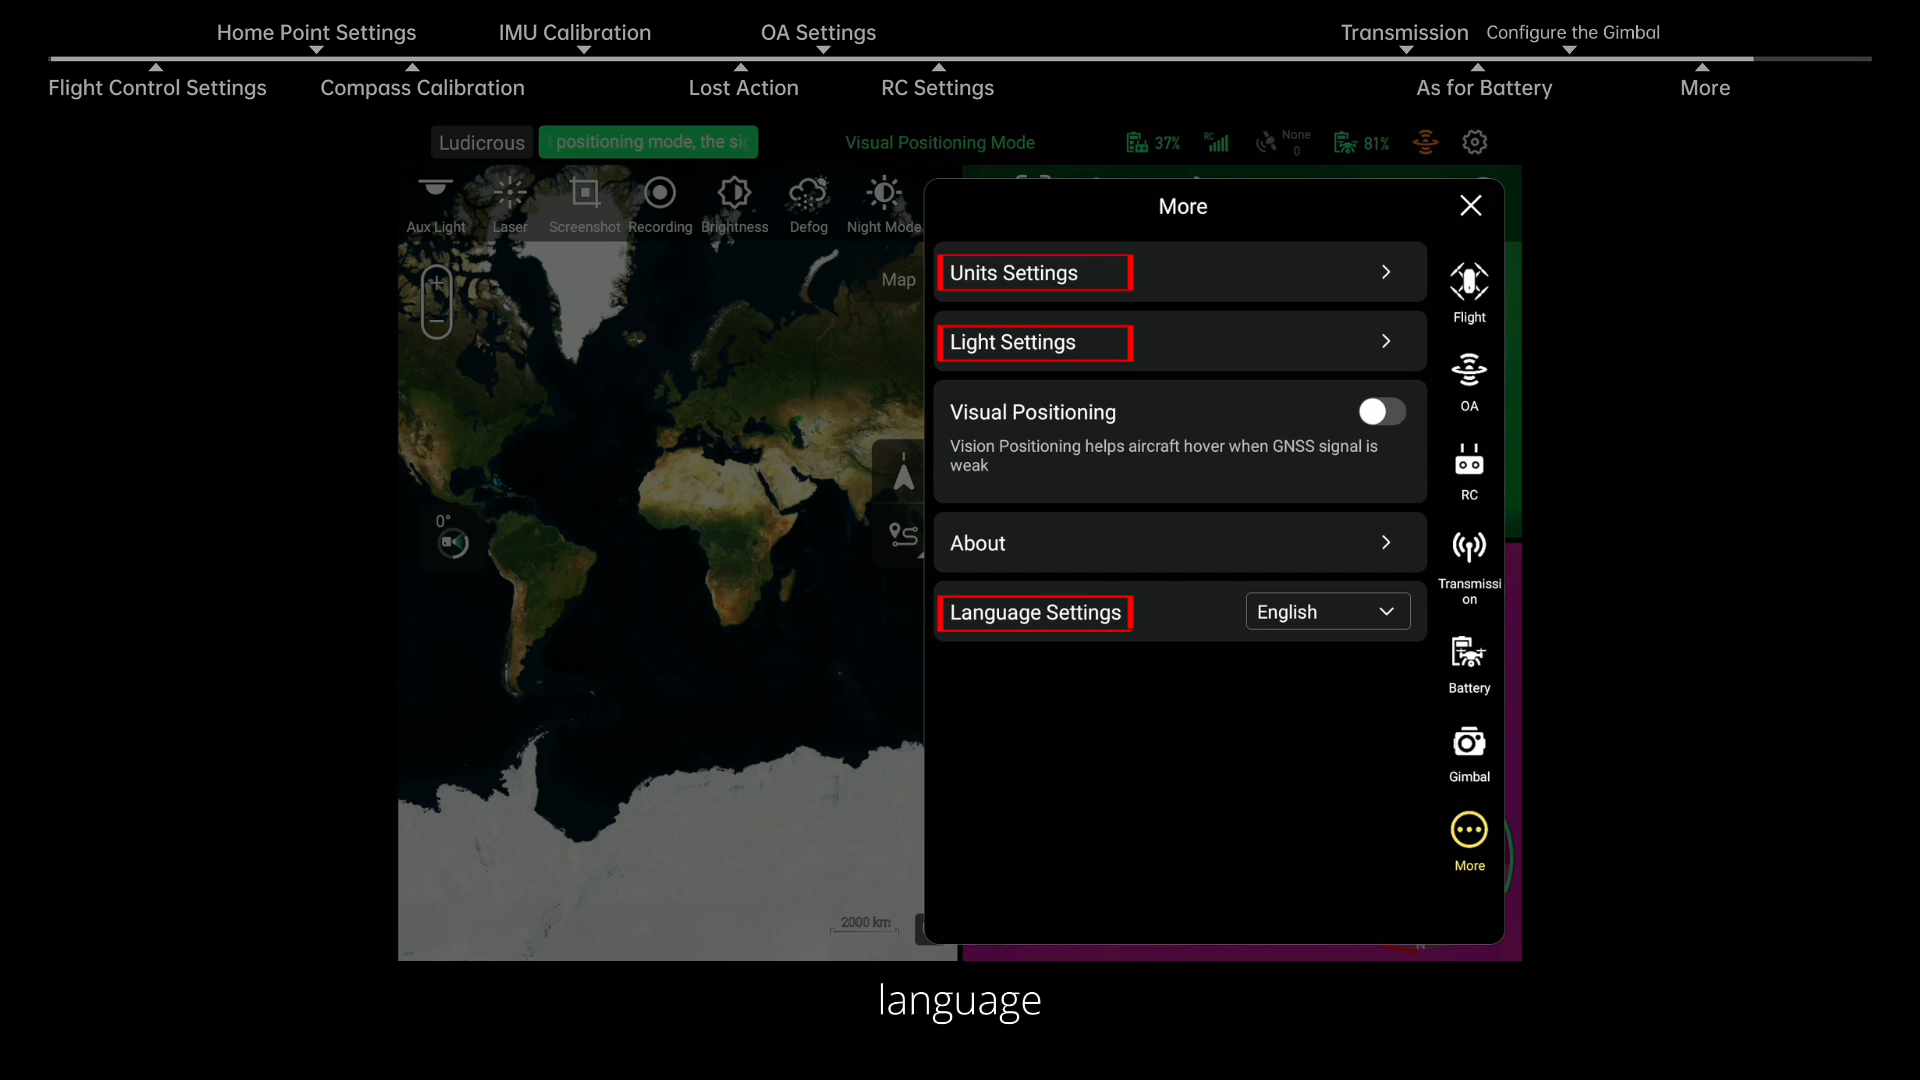 Home Point Settings IMU Calibration OA Settings Transmission Configure the Gimbal
Flight Control Settings Compass Calibration Lost Action RC Settings As for Battery More
Ludicrous positioning mode, the Visual Positioning Mode RC 37% None 0 81%
Aux Light Laser Screenshot Recording Brightness Defog Night Mode
Map
0°
2000 km
More
Units Settings
Light Settings
Visual Positioning
Vision Positioning helps aircraft hover when GNSS signal is
weak
About
Language Settings English
Flight
OA
RC
Transmissi
on
Battery
Gimbal
More
N
language